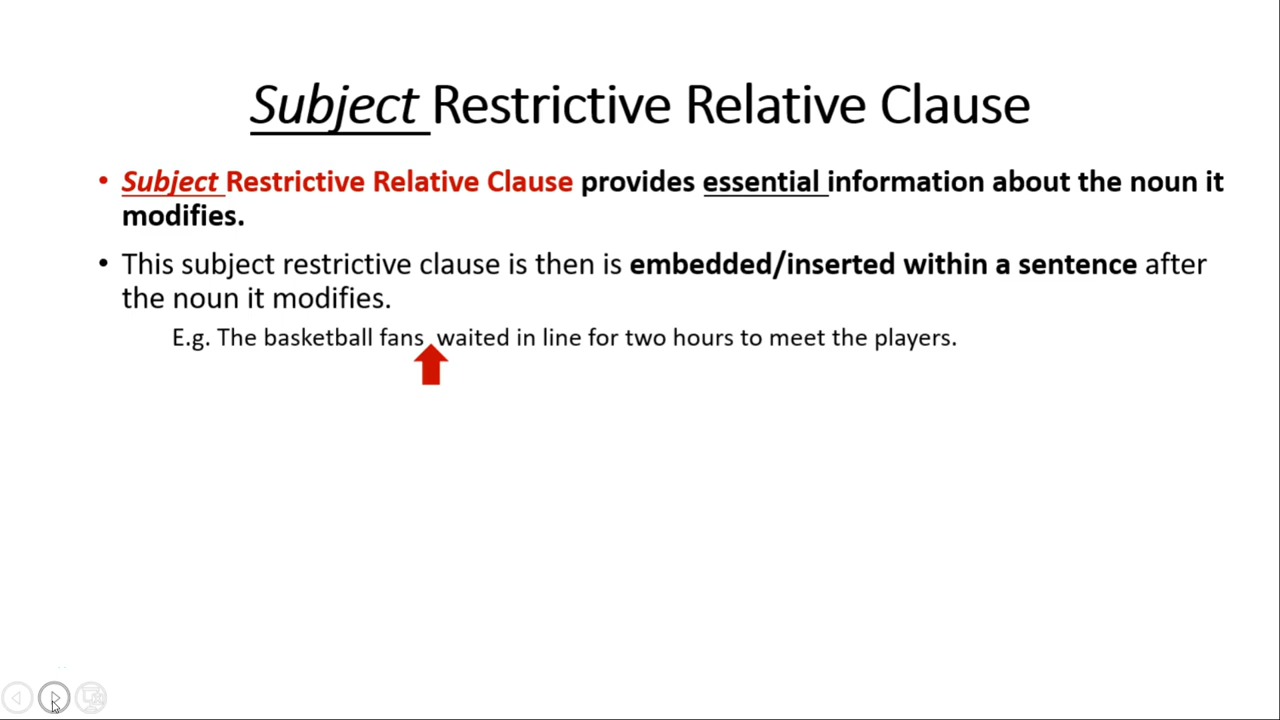 Subject Restrictive Relative Clause
• Subject Restrictive Relative Clause provides essential information about the noun it
modifies.
• This subject restrictive clause is then is embedded/inserted within a sentence after
the noun it modifies.
E.g. The basketball fans waited in line for two hours to meet the players.